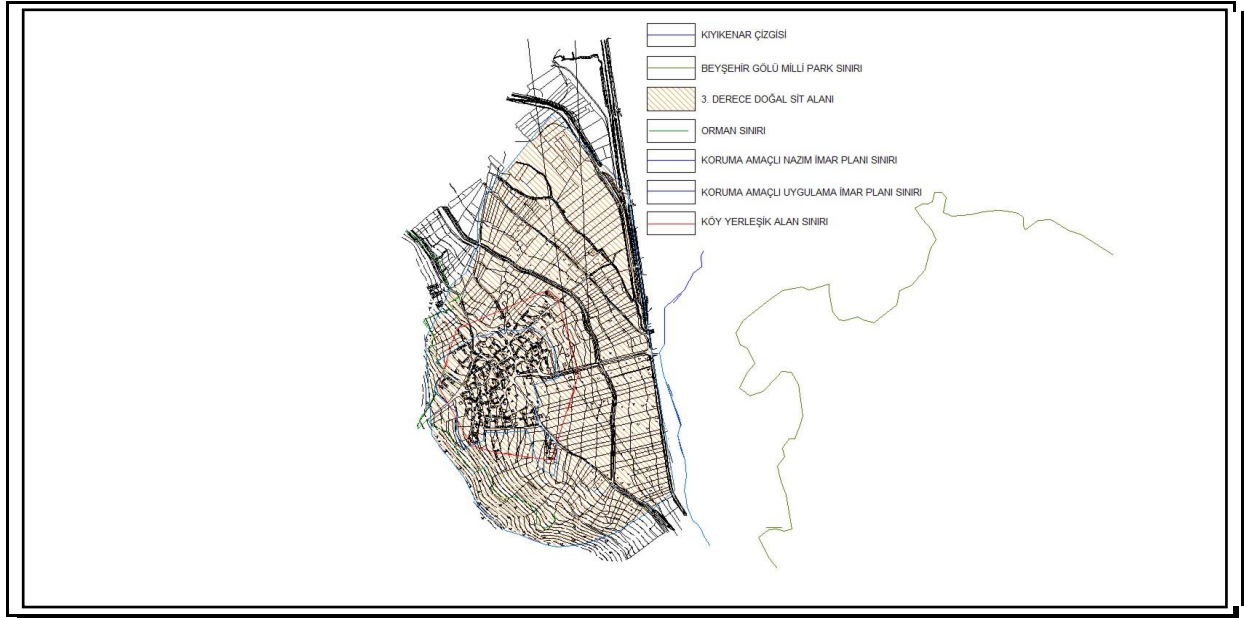 KIYIKENAR ÇİZGİSİ
BEYŞEHİR GÖLÜ MİLLİ PARK SINIRI
3. DERECE DOĞAL SİT ALANI
ORMAN SINIRI
KORUMA AMAÇLI NAZIM İMAR PLANI SINIRI
KORUMA AMAÇLI UYGULAMA İMAR PLANI SINIRI
KÖY YERLEŞİK ALAN SINIRI